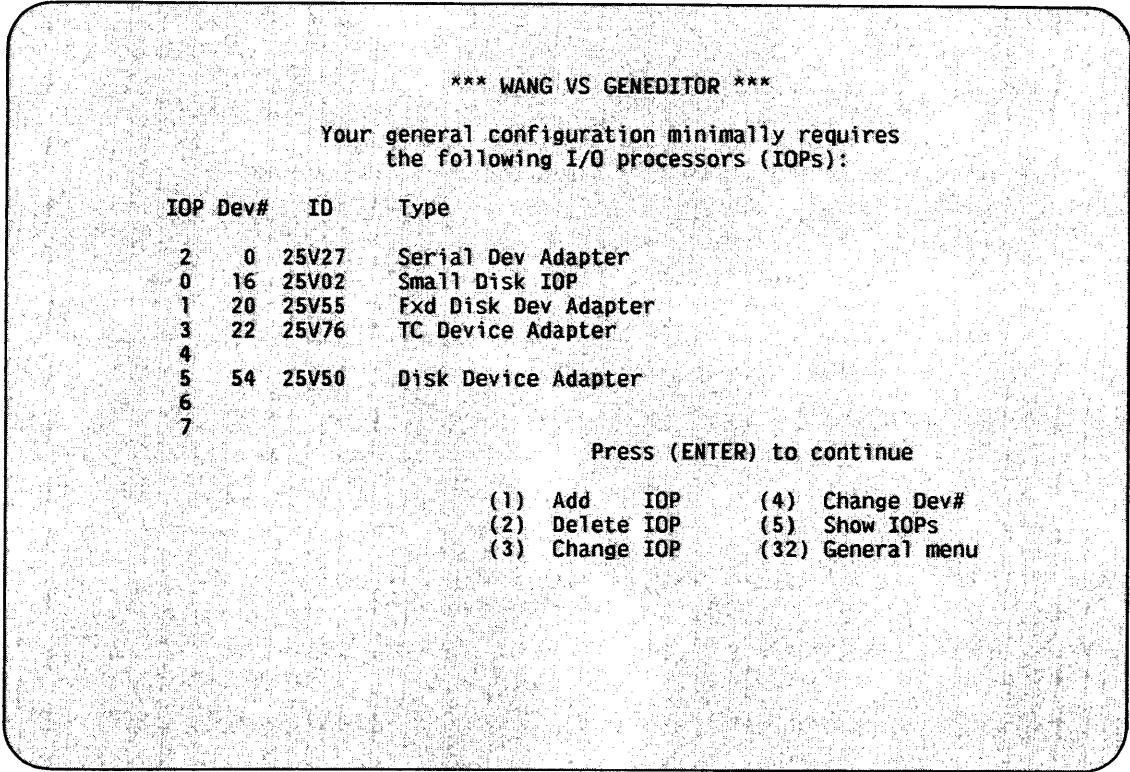 *** WANG VS GENEDITOR ***
Your general configuration minimally requires
the following I/O processors (IOPs):
IOP Dev# ID Type
2 0 25V27 Serial Dev Adapter
0 16 25V02 Small Disk IOP
1 20 25V55 Fxd Disk Dev Adapter
3 22 25V76 TC Device Adapter
4
5 54 25V50 Disk Device Adapter
6
7
Press (ENTER) to continue
(1) Add IOP (4) Change Dev#
(2) Delete IOP (5) Show IOPs
(3) Change IOP (32) General menu